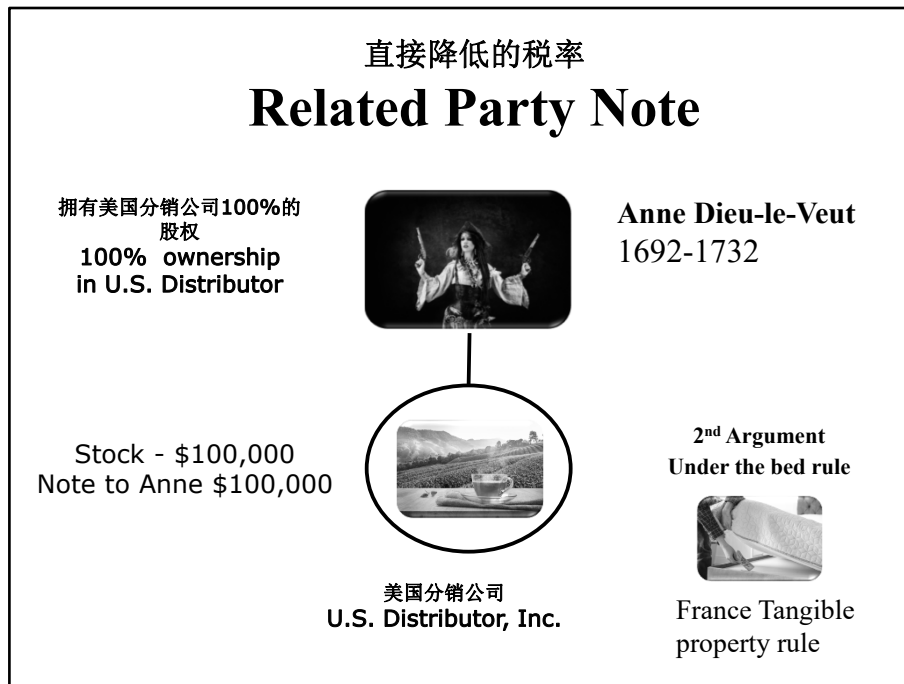 直接降低的税率
Related Party Note
拥有美国分销公司100%的
股权
100% ownership
in U.S. Distributor
Anne Dieu-le-Veut
1692-1732
Stock - $100,000
Note to Anne $100,000
2nd Argument
Under the bed rule
美国分销公司
U.S. Distributor, Inc.
France Tangible
property rule